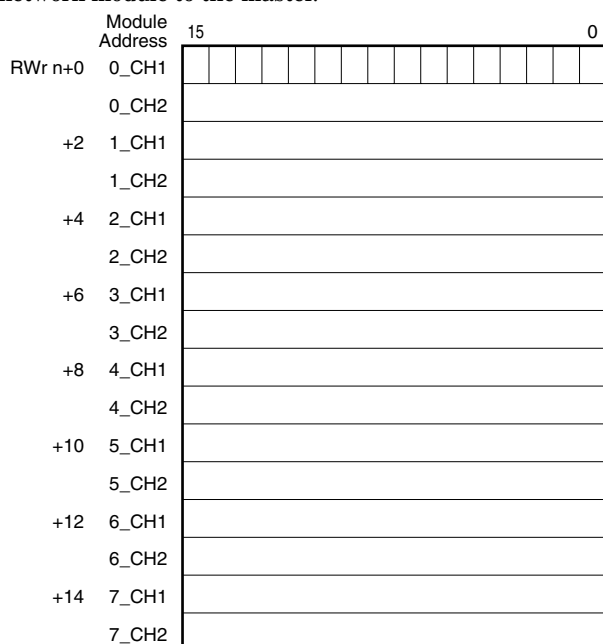 network module to the master.
Module
Address
15 0
RWr n+0 0_CH1
0_CH2
+2 1_CH1
1_CH2
+4 2_CH1
2_CH2
+6 3_CH1
3_CH2
+8 4_CH1
4_CH2
+10 5_CH1
5_CH2
+12 6_CH1
6_CH2
+14 7_CH1
7_CH2